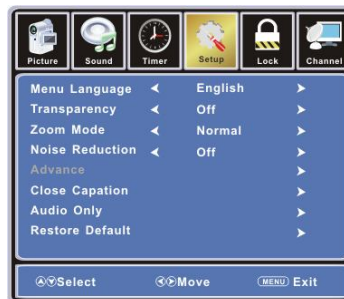 Picture Sound Timer Setup Lock Channel
Menu Language English
Transparency Off
Zoom Mode Normal
Noise Reduction Off
Advance
Close Capation
Audio Only
Restore Default
Select Move MENU Exit